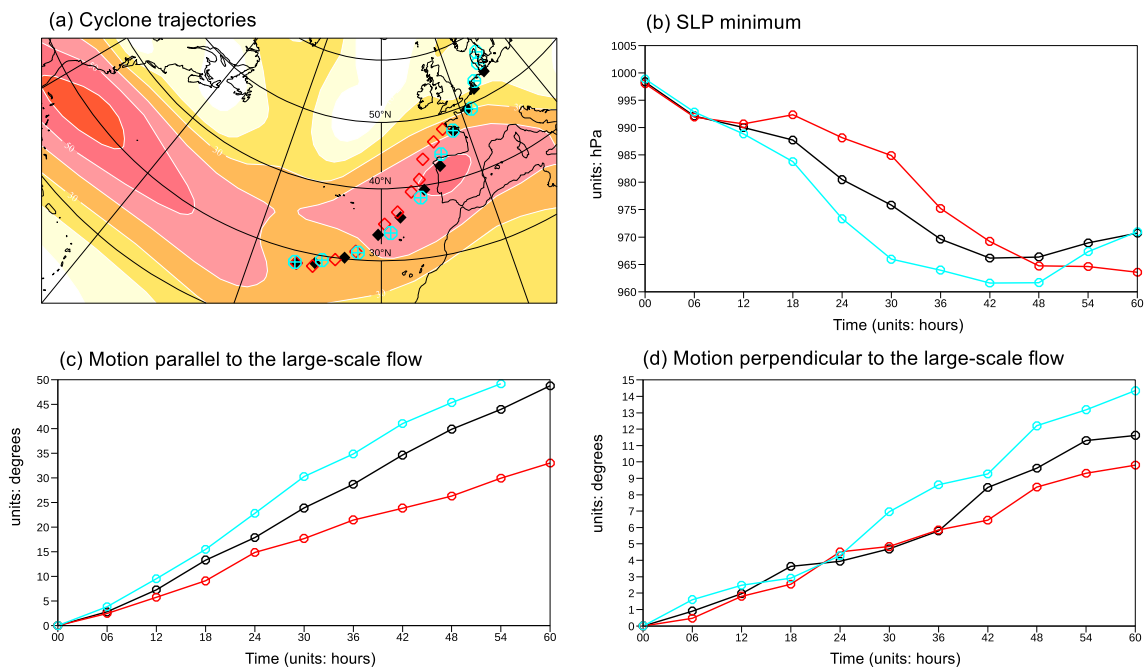 (a) Cyclone trajectories
50°N
40°N
30°N
50
(b) SLP minimum
1005
1000
995
990
985
980
975
970
965
960
units: hPa
00 06 12 18 24 30 36 42 48 54 60
Time (units: hours)
(c) Motion parallel to the large-scale flow
50
45
40
35
30
25
20
15
10
5
0
units: degrees
00 06 12 18 24 30 36 42 48 54 60
Time (units: hours)
(d) Motion perpendicular to the large-scale flow
15
14
13
12
11
10
9
8
7
6
5
4
3
2
1
0
units: degrees
00 06 12 18 24 30 36 42 48 54 60
Time (units: hours)